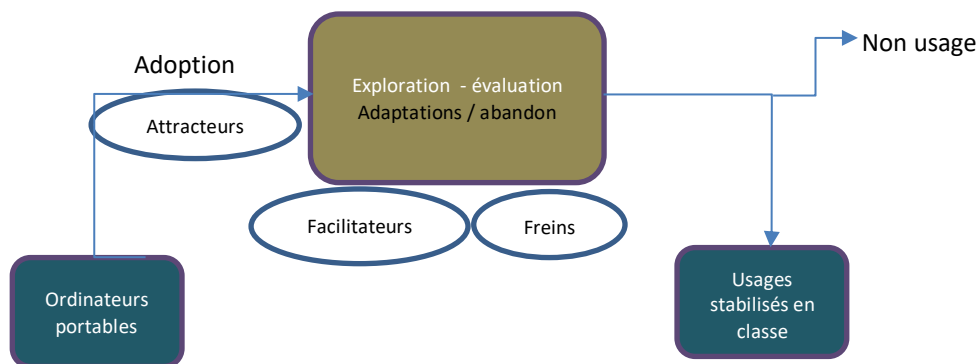 Non usage
Adoption
Exploration - évaluation
Adaptations / abandon
Attracteurs
Facilitateurs
Freins
Ordinateurs
portables
Usages
stabilisés en
classe